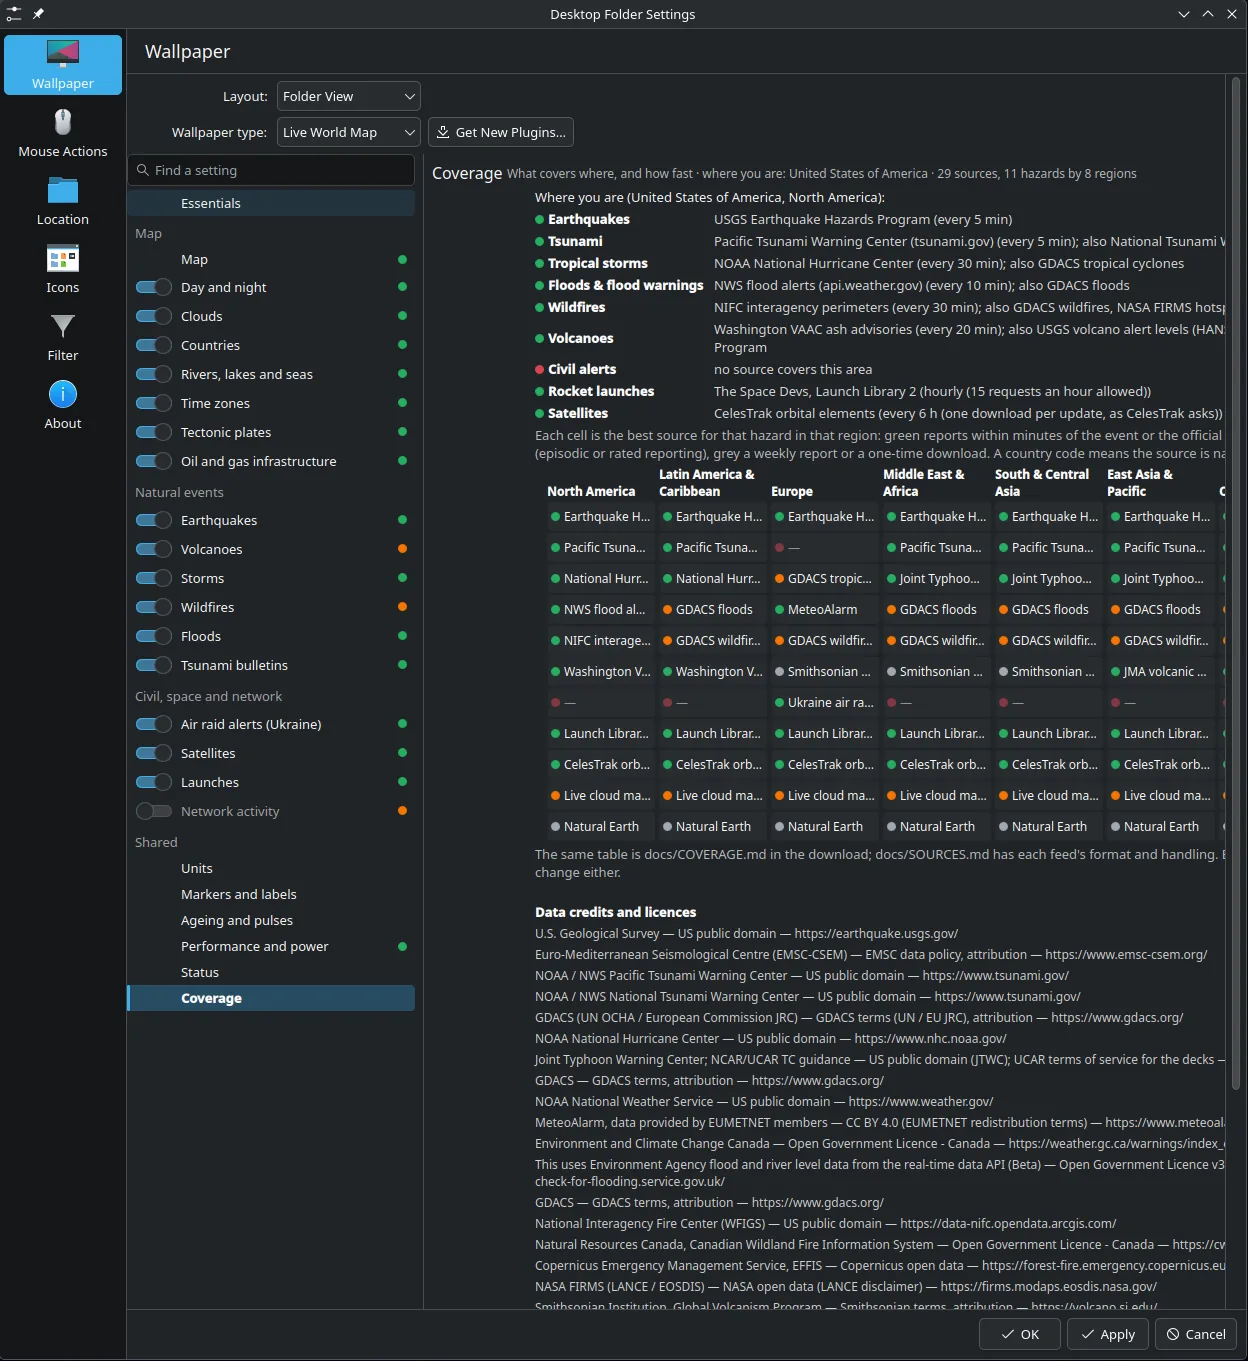 Desktop Folder Settings
Wallpaper
Mouse Actions
Location
Icons
Filter
About
Wallpaper
Layout: Folder View
Wallpaper type: Live World Map Get New Plugins...
Find a setting
Essentials
Map
Map
Day and night
Clouds
Countries
Rivers, lakes and seas
Time zones
Tectonic plates
Oil and gas infrastructure
Natural events
Earthquakes
Volcanoes
Storms
Wildfires
Floods
Tsunami bulletins
Civil, space and network
Air raid alerts (Ukraine)
Satellites
Launches
Network activity
Shared
Units
Markers and labels
Ageing and pulses
Performance and power
Status
Coverage
Coverage What covers where, and how fast · where you are: United States of America · 29 sources, 11 hazards by 8 regions
Where you are (United States of America, North America):
Earthquakes USGS Earthquake Hazards Program (every 5 min)
Tsunami Pacific Tsunami Warning Center (tsunami.gov) (every 5 min); also National Tsunami
Tropical storms NOAA National Hurricane Center (every 30 min); also GDACS tropical cyclones
Floods & flood warnings NWS flood alerts (api.weather.gov) (every 10 min); also GDACS floods
Wildfires NIFC interagency perimeters (every 30 min); also GDACS wildfires, NASA FIRMS hots
Volcanoes Washington VAAC ash advisories (every 20 min); also USGS volcano alert levels (HAN
Program
Civil alerts no source covers this area
Rocket launches The Space Devs, Launch Library 2 (hourly (15 requests an hour allowed))
Satellites CelesTrak orbital elements (every 6 h (one download per update, as CelesTrak asks))
Each cell is the best source for that hazard in that region: green reports within minutes of the event or the official
(episodic or rated reporting), grey a weekly report or a one-time download. A country code means the source is na
North America Latin America & Caribbean Europe Middle East & Africa South & Central Asia East Asia & Pacific
Earthquake H... Earthquake H... Earthquake H... Earthquake H... Earthquake H... Earthquake H...
Pacific Tsuna... Pacific Tsuna... — Pacific Tsuna... Pacific Tsuna... Pacific Tsuna...
National Hurr... National Hurr... GDACS tropic... Joint Typhoo... Joint Typhoo... Joint Typhoo...
NWS flood al... GDACS floods MeteoAlarm GDACS floods GDACS floods GDACS floods
NIFC interage... GDACS wildfir... GDACS wildfir... GDACS wildfir... GDACS wildfir... GDACS wildfir...
Washington V... Washington V... Smithsonian ... Smithsonian ... Smithsonian ... JMA volcanic ...
— — Ukraine air ra... — — —
Launch Librar... Launch Librar... Launch Librar... Launch Librar... Launch Librar... Launch Librar...
CelesTrak orb... CelesTrak orb... CelesTrak orb... CelesTrak orb... CelesTrak orb... CelesTrak orb...
Live cloud ma... Live cloud ma... Live cloud ma... Live cloud ma... Live cloud ma... Live cloud ma...
Natural Earth Natural Earth Natural Earth Natural Earth Natural Earth Natural Earth
The same table is docs/COVERAGE.md in the download; docs/SOURCES.md has each feed's format and handling.
change either.
Data credits and licences
U.S. Geological Survey — US public domain — https://earthquake.usgs.gov/
Euro-Mediterranean Seismological Centre (EMSC-CSEM) — EMSC data policy, attribution — https://www.emsc-csem.org/
NOAA / NWS Pacific Tsunami Warning Center — US public domain — https://www.tsunami.gov/
NOAA / NWS National Tsunami Warning Center — US public domain — https://www.tsunami.gov/
GDACS (UN OCHA / European Commission JRC) — GDACS terms (UN / EU JRC), attribution — https://www.gdacs.org/
NOAA National Hurricane Center — US public domain — https://www.nhc.noaa.gov/
Joint Typhoon Warning Center; NCAR/UCAR TC guidance — US public domain (JTWC); UCAR terms of service for the decks —
GDACS — GDACS terms, attribution — https://www.gdacs.org/
NOAA National Weather Service — US public domain — https://www.weather.gov/
MeteoAlarm, data provided by EUMETNET members — CC BY 4.0 (EUMETNET redistribution terms) — https://www.meteoal
Environment and Climate Change Canada — Open Government Licence - Canada — https://weather.gc.ca/warnings/index_
This uses Environment Agency flood and river level data from the real-time data API (Beta) — Open Government Licence v3
check-for-flooding.service.gov.uk/
GDACS — GDACS terms, attribution — https://www.gdacs.org/
National Interagency Fire Center (WFIGS) — US public domain — https://data-nifc.opendata.arcgis.com/
Natural Resources Canada, Canadian Wildland Fire Information System — Open Government Licence - Canada — https://cw
Copernicus Emergency Management Service, EFFIS — Copernicus open data — https://forest-fire.emergency.copernicus.eu
NASA FIRMS (LANCE / EOSDIS) — NASA open data (LANCE disclaimer) — https://firms.modaps.eosdis.nasa.gov/
Smithsonian Institution, Global Volcanism Program — Smithsonian terms, attribution — https://volcano.si.edu/
OK Apply Cancel